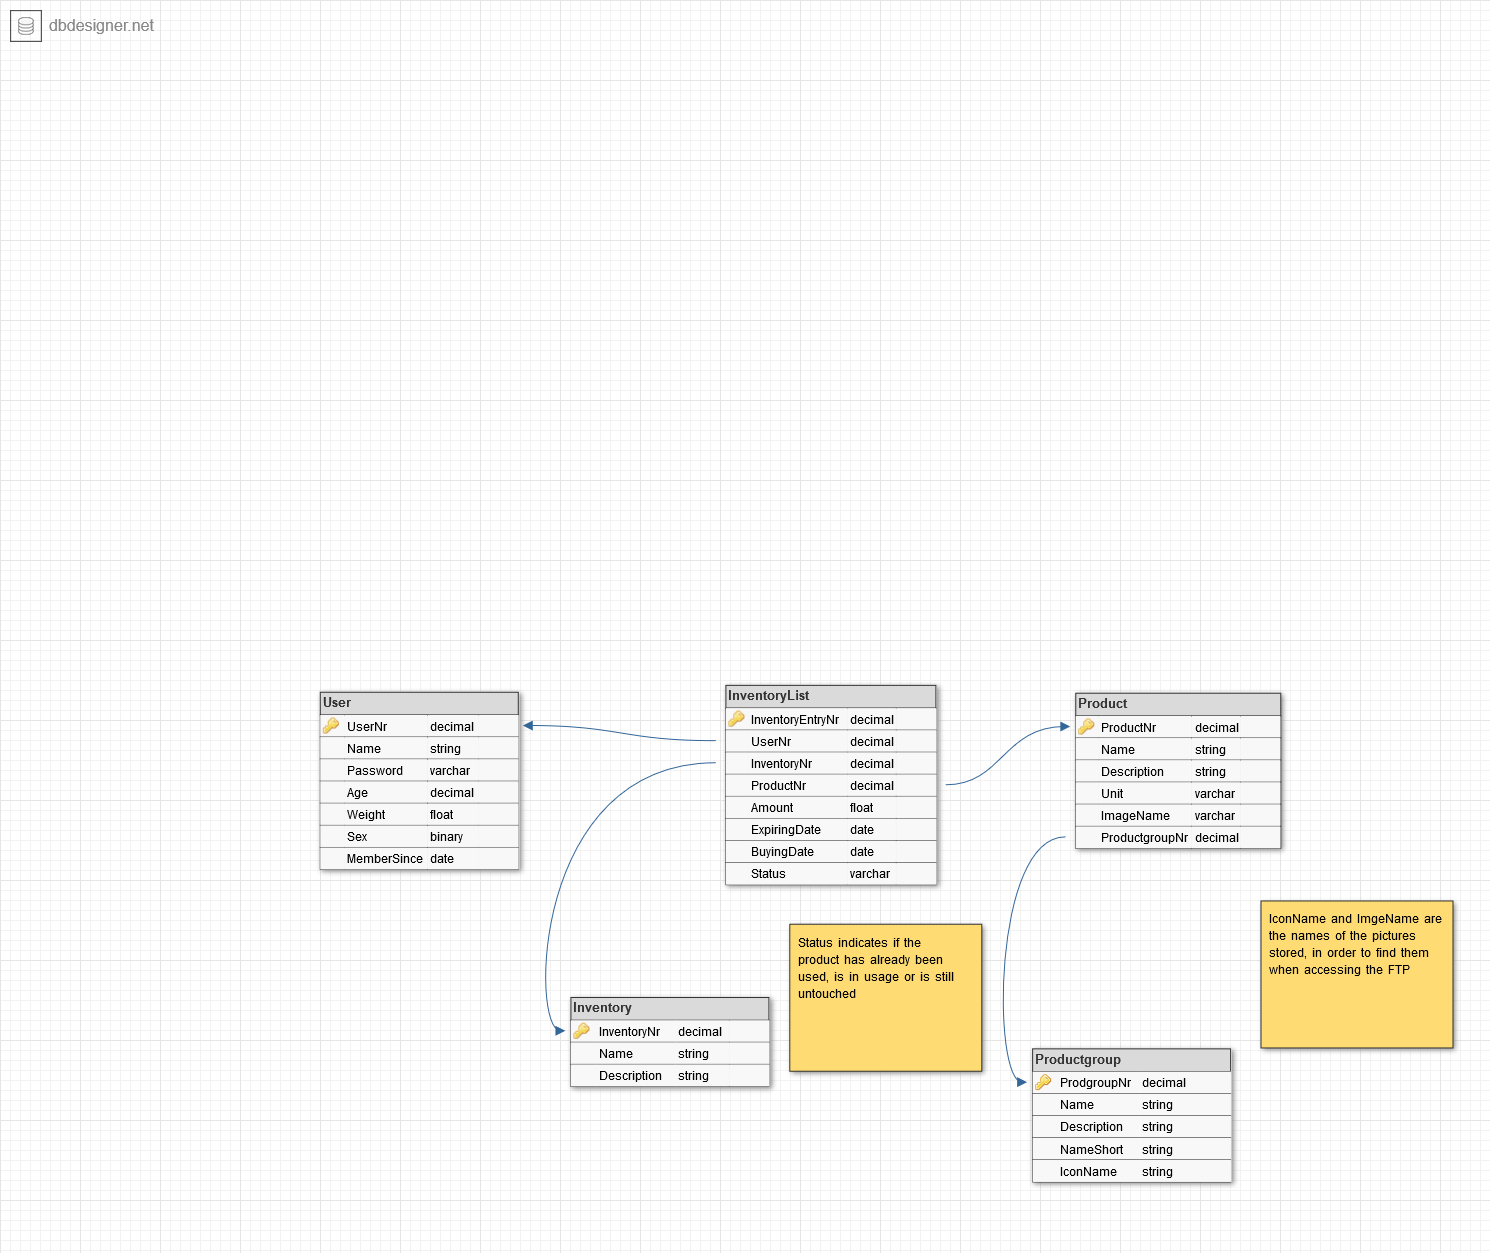 dbdesigner.net
User
UserNr decimal
Name string
Password varchar
Age decimal
Weight float
Sex binary
MemberSince date
InventoryList
InventoryEntryNr decimal
UserNr decimal
InventoryNr decimal
ProductNr decimal
Amount float
ExpiringDate date
BuyingDate date
Status varchar
Product
ProductNr decimal
Name string
Description string
Unit varchar
ImageName varchar
ProductgroupNr decimal
IconName and ImgeName are
the names of the pictures
stored, in order to find them
when accessing the FTP
Status indicates if the
product has already been
used, is in usage or is still
untouched
Inventory
InventoryNr decimal
Name string
Description string
Productgroup
ProdgroupNr decimal
Name string
Description string
NameShort string
IconName string